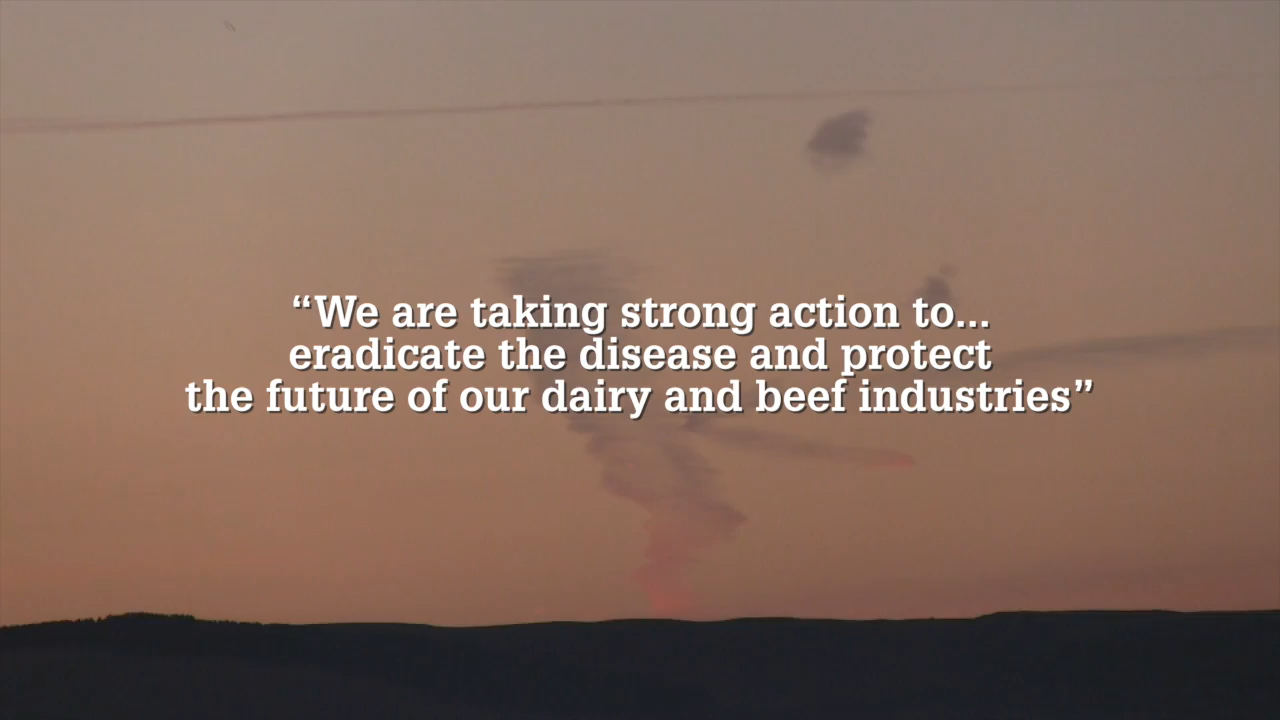 “We are taking strong action to...
eradicate the disease and protect
the future of our dairy and beef industries”